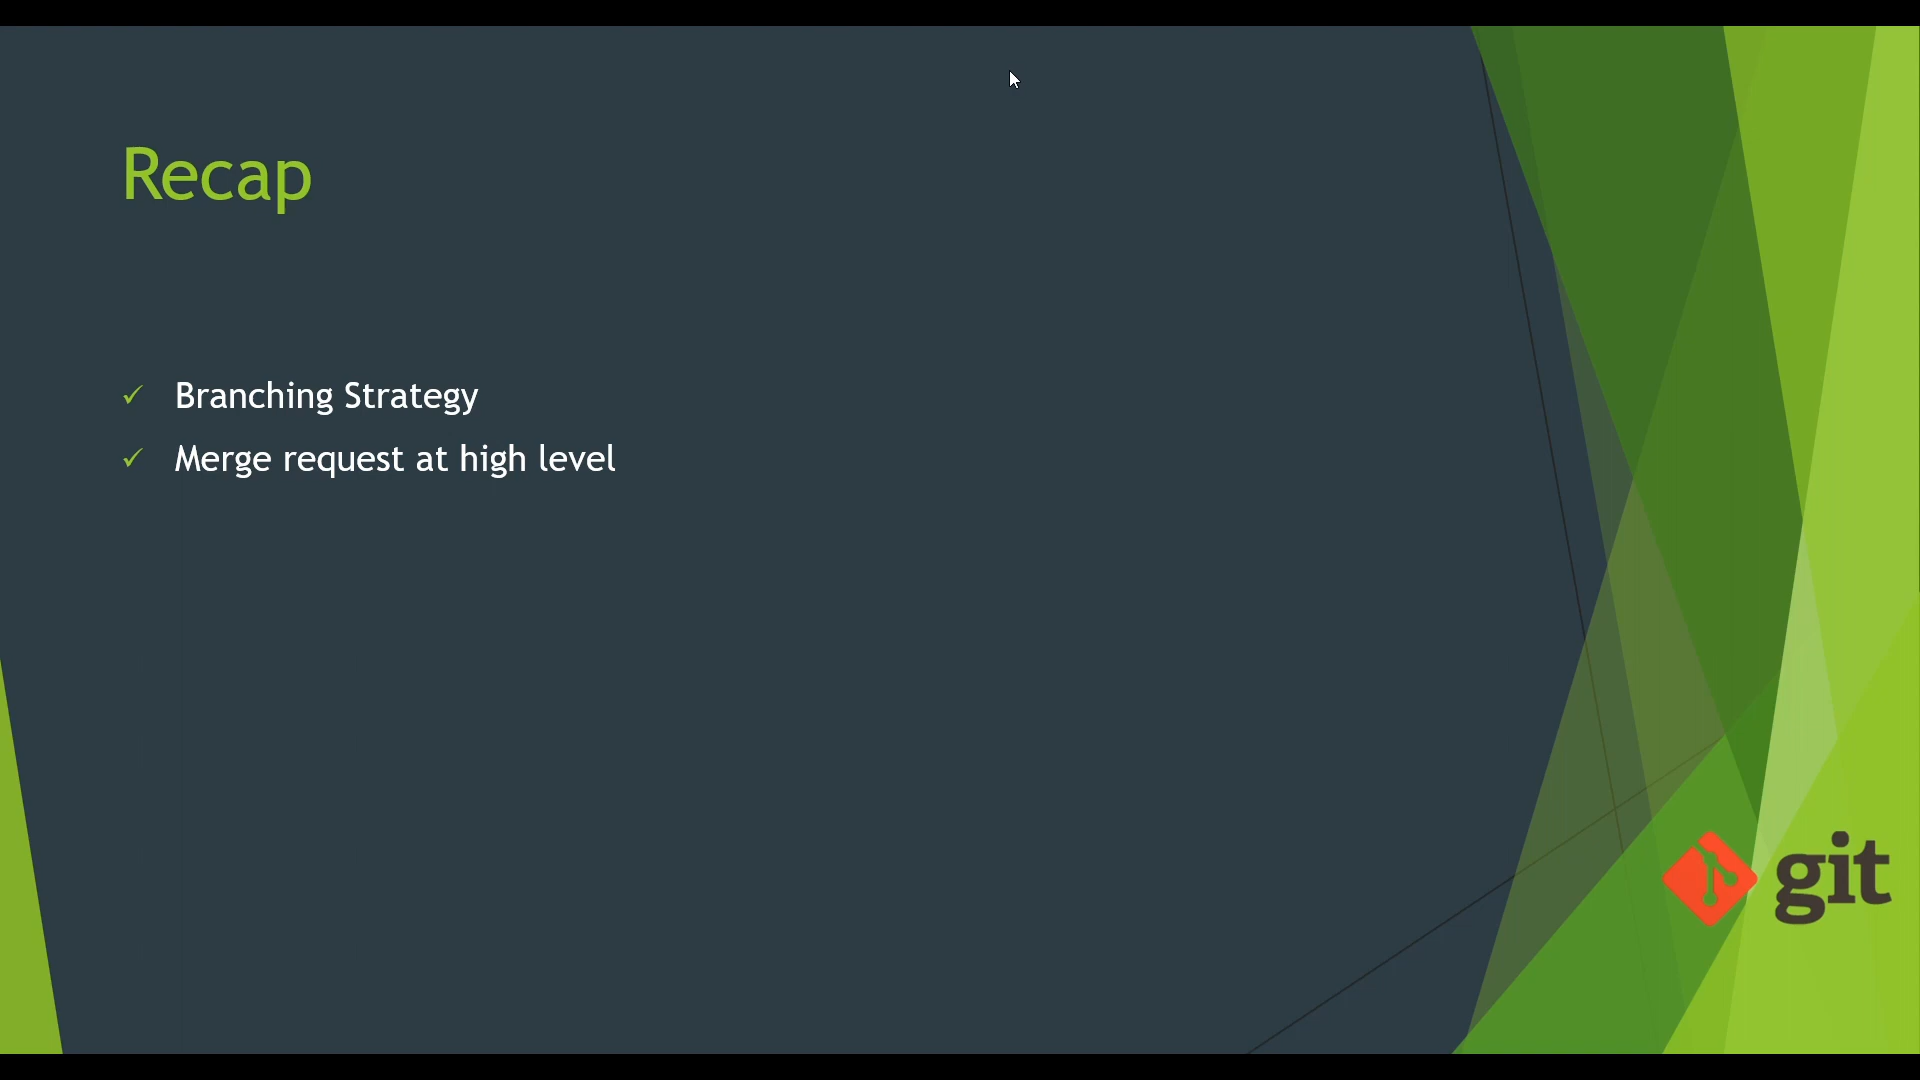 Recap
✓ Branching Strategy
✓ Merge request at high level
git